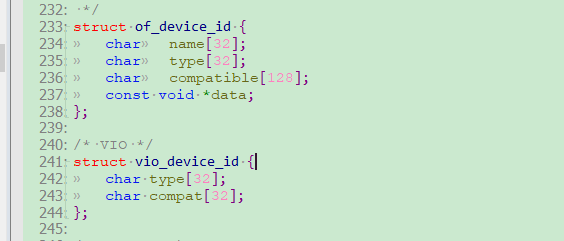 232: */
233: struct of_device_id {
234: » char» name[32];
235: » char» type[32];
236: » char» compatible[128];
237: » const void *data;
238: };
239:
240: /* VIO */
241: struct vio_device_id {
242: » char type[32];
243: » char compat[32];
244: };
245: